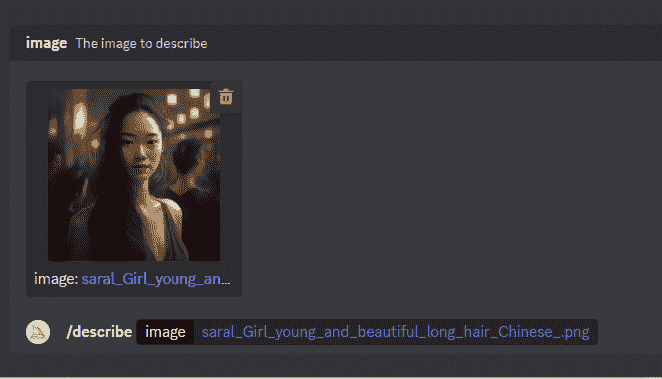 image The image to describe
image: saral_Girl_young_an...
/describe image saral_Girl_young_and_beautiful_long_hair_Chinese_.png